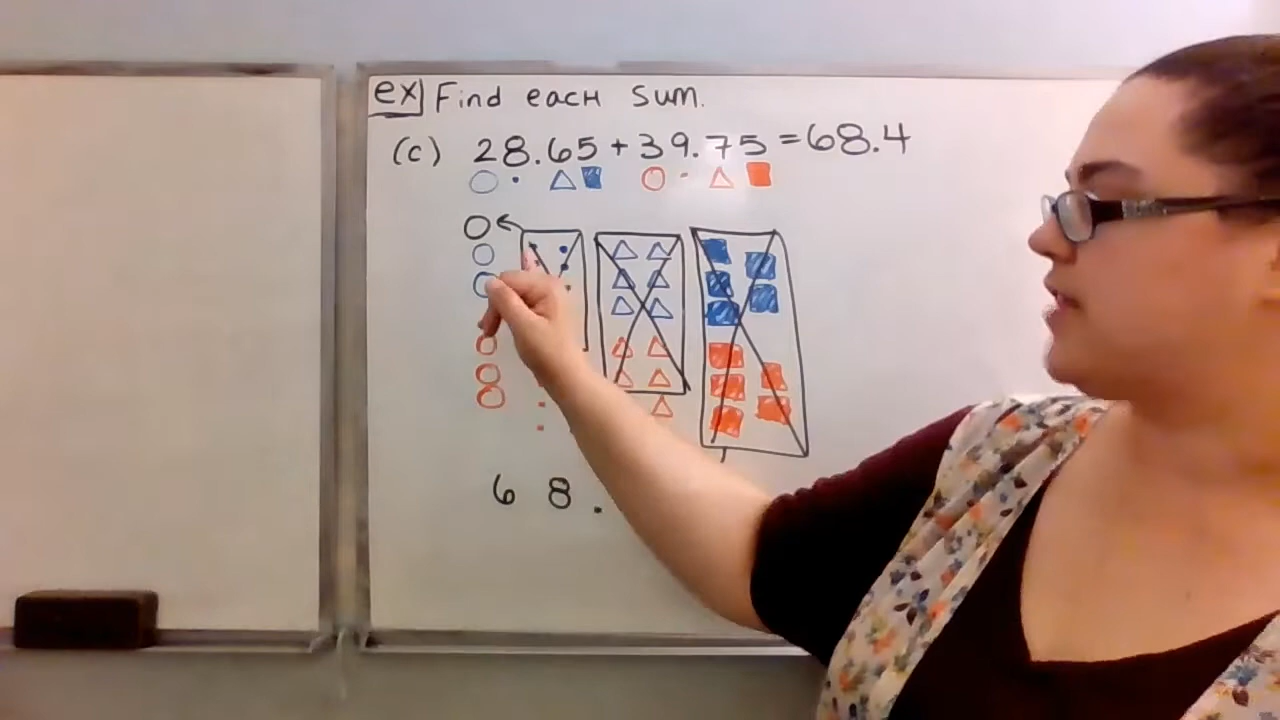 ex Find each sum.
(c) 28.65 + 39.75 = 68.4
6 8 .